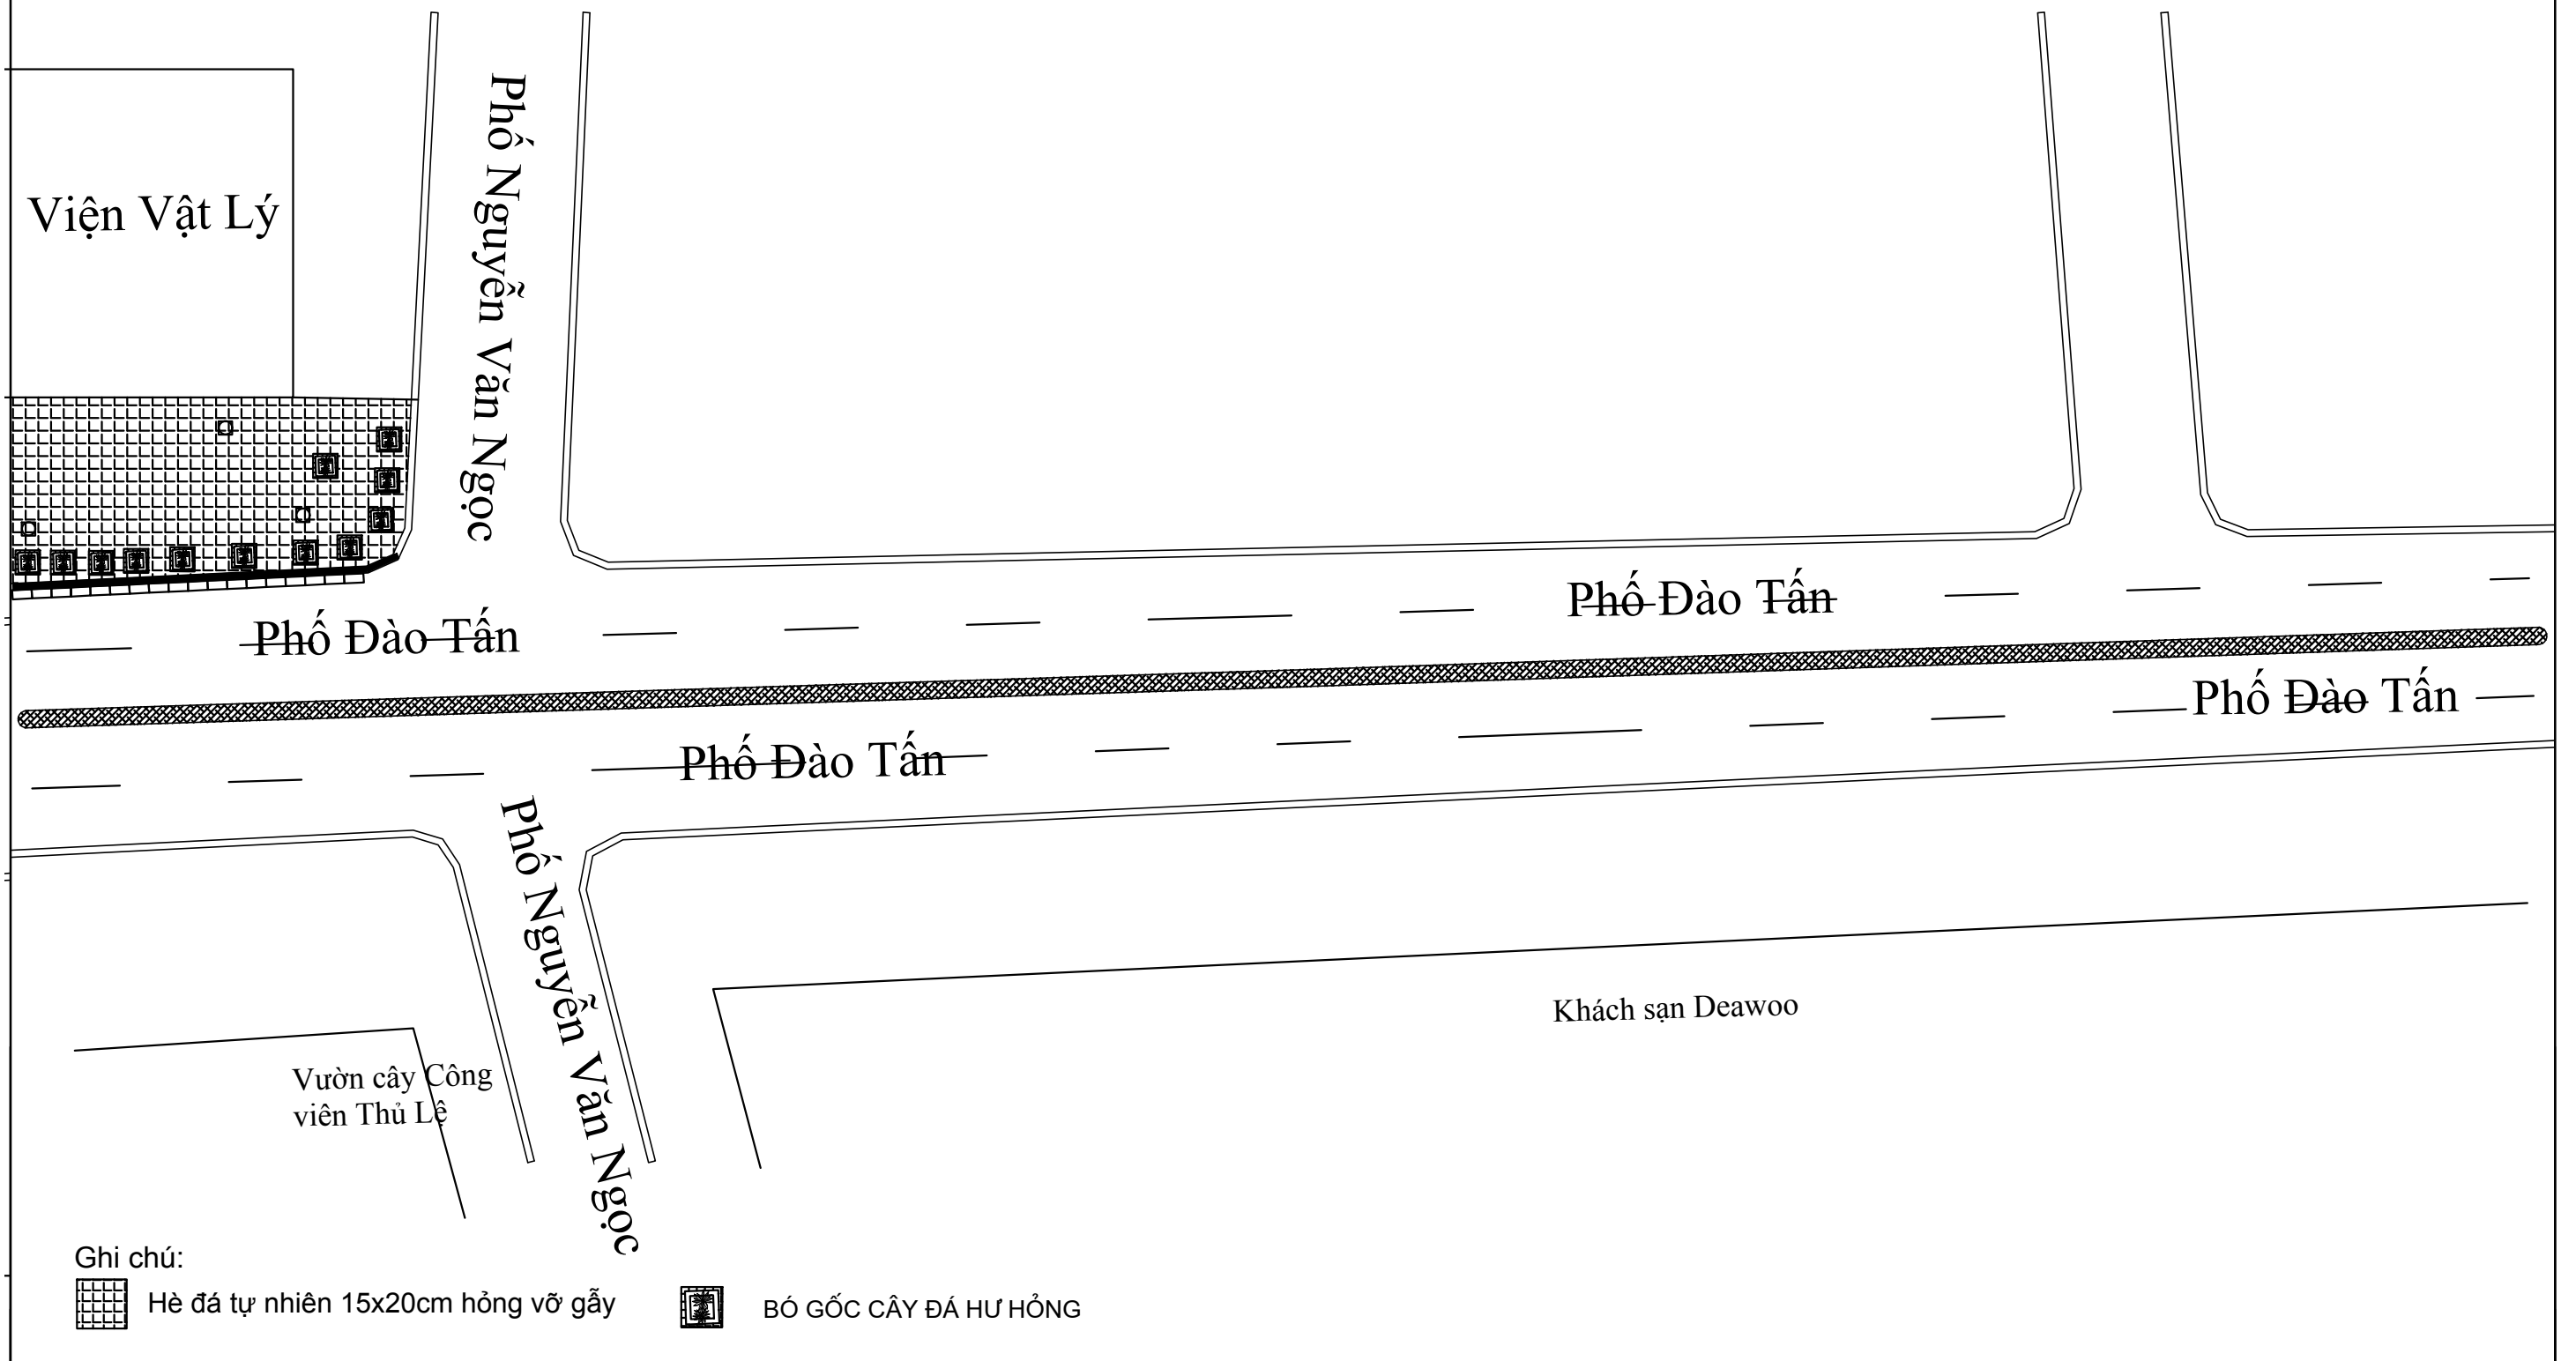 Phố Nguyễn Văn Ngọc
Viện Vật Lý
Phố Đào Tấn
Phố Đào Tấn
Phố Đào Tấn
Phố Đào Tấn
Phố Nguyễn Văn Ngọc
Khách sạn Deawoo
Vườn cây Công
viên Thủ Lệ
Ghi chú:
Hè đá tự nhiên 15x20cm hỏng vỡ gẫy
BÓ GỐC CÂY ĐÁ HƯ HỎNG